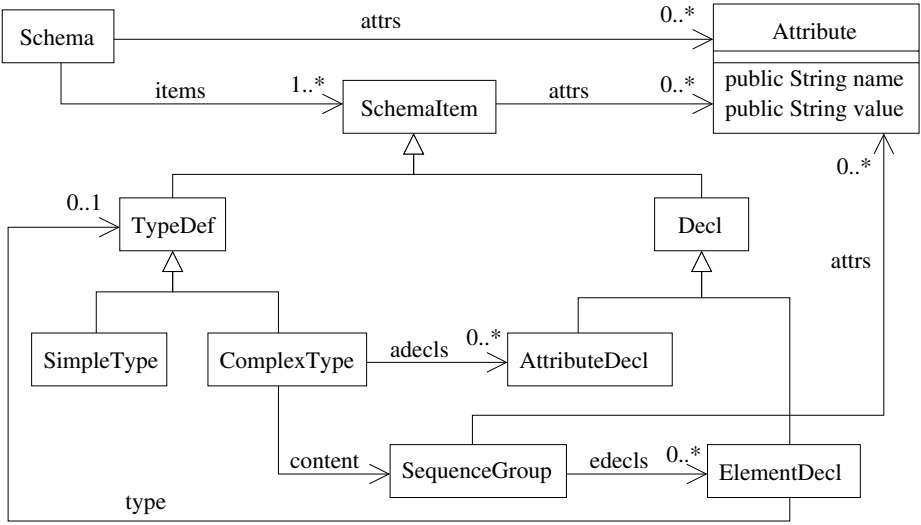 attrs
0..*
Schema
Attribute
items
1..*
attrs
0..*
public String name
SchemaItem
public String value
0..*
0..1
TypeDef
Decl
attrs
adecls
0..*
SimpleType
ComplexType
AttributeDecl
content
edecls
0..*
SequenceGroup
ElementDecl
type